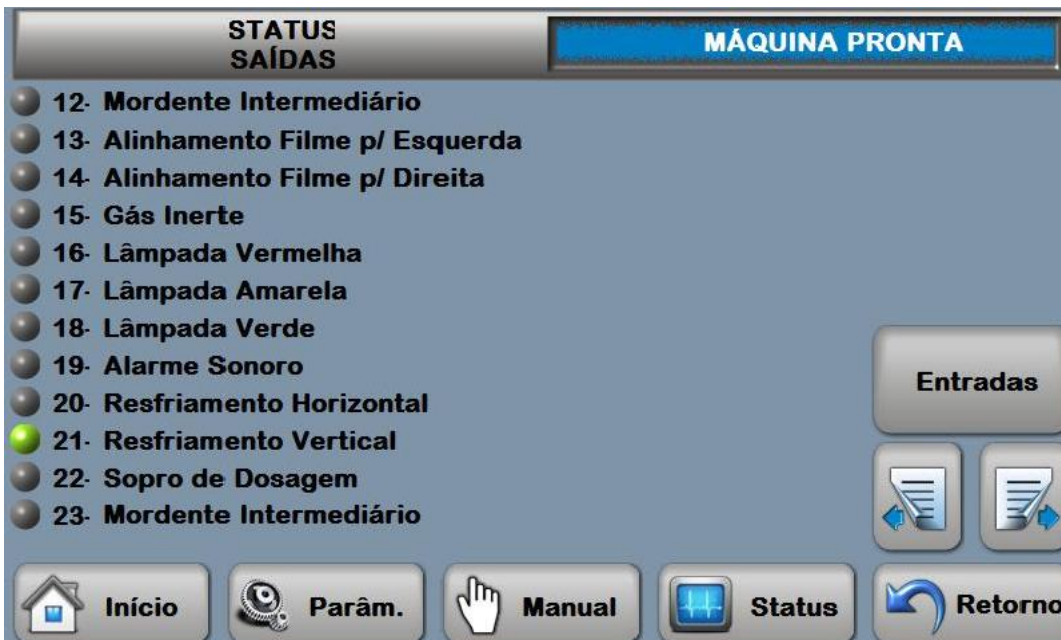 STATUS
SAÍDAS
MÁQUINA PRONTA
12- Mordente Intermediário
13- Alinhamento Filme p/ Esquerda
14- Alinhamento Filme p/ Direita
15- Gás Inerte
16- Lâmpada Vermelha
17- Lâmpada Amarela
18- Lâmpada Verde
19- Alarme Sonoro
20- Resfriamento Horizontal
21- Resfriamento Vertical
22- Sopro de Dosagem
23- Mordente Intermediário
Entradas
Início
Parâm.
Manual
Status
Retorno